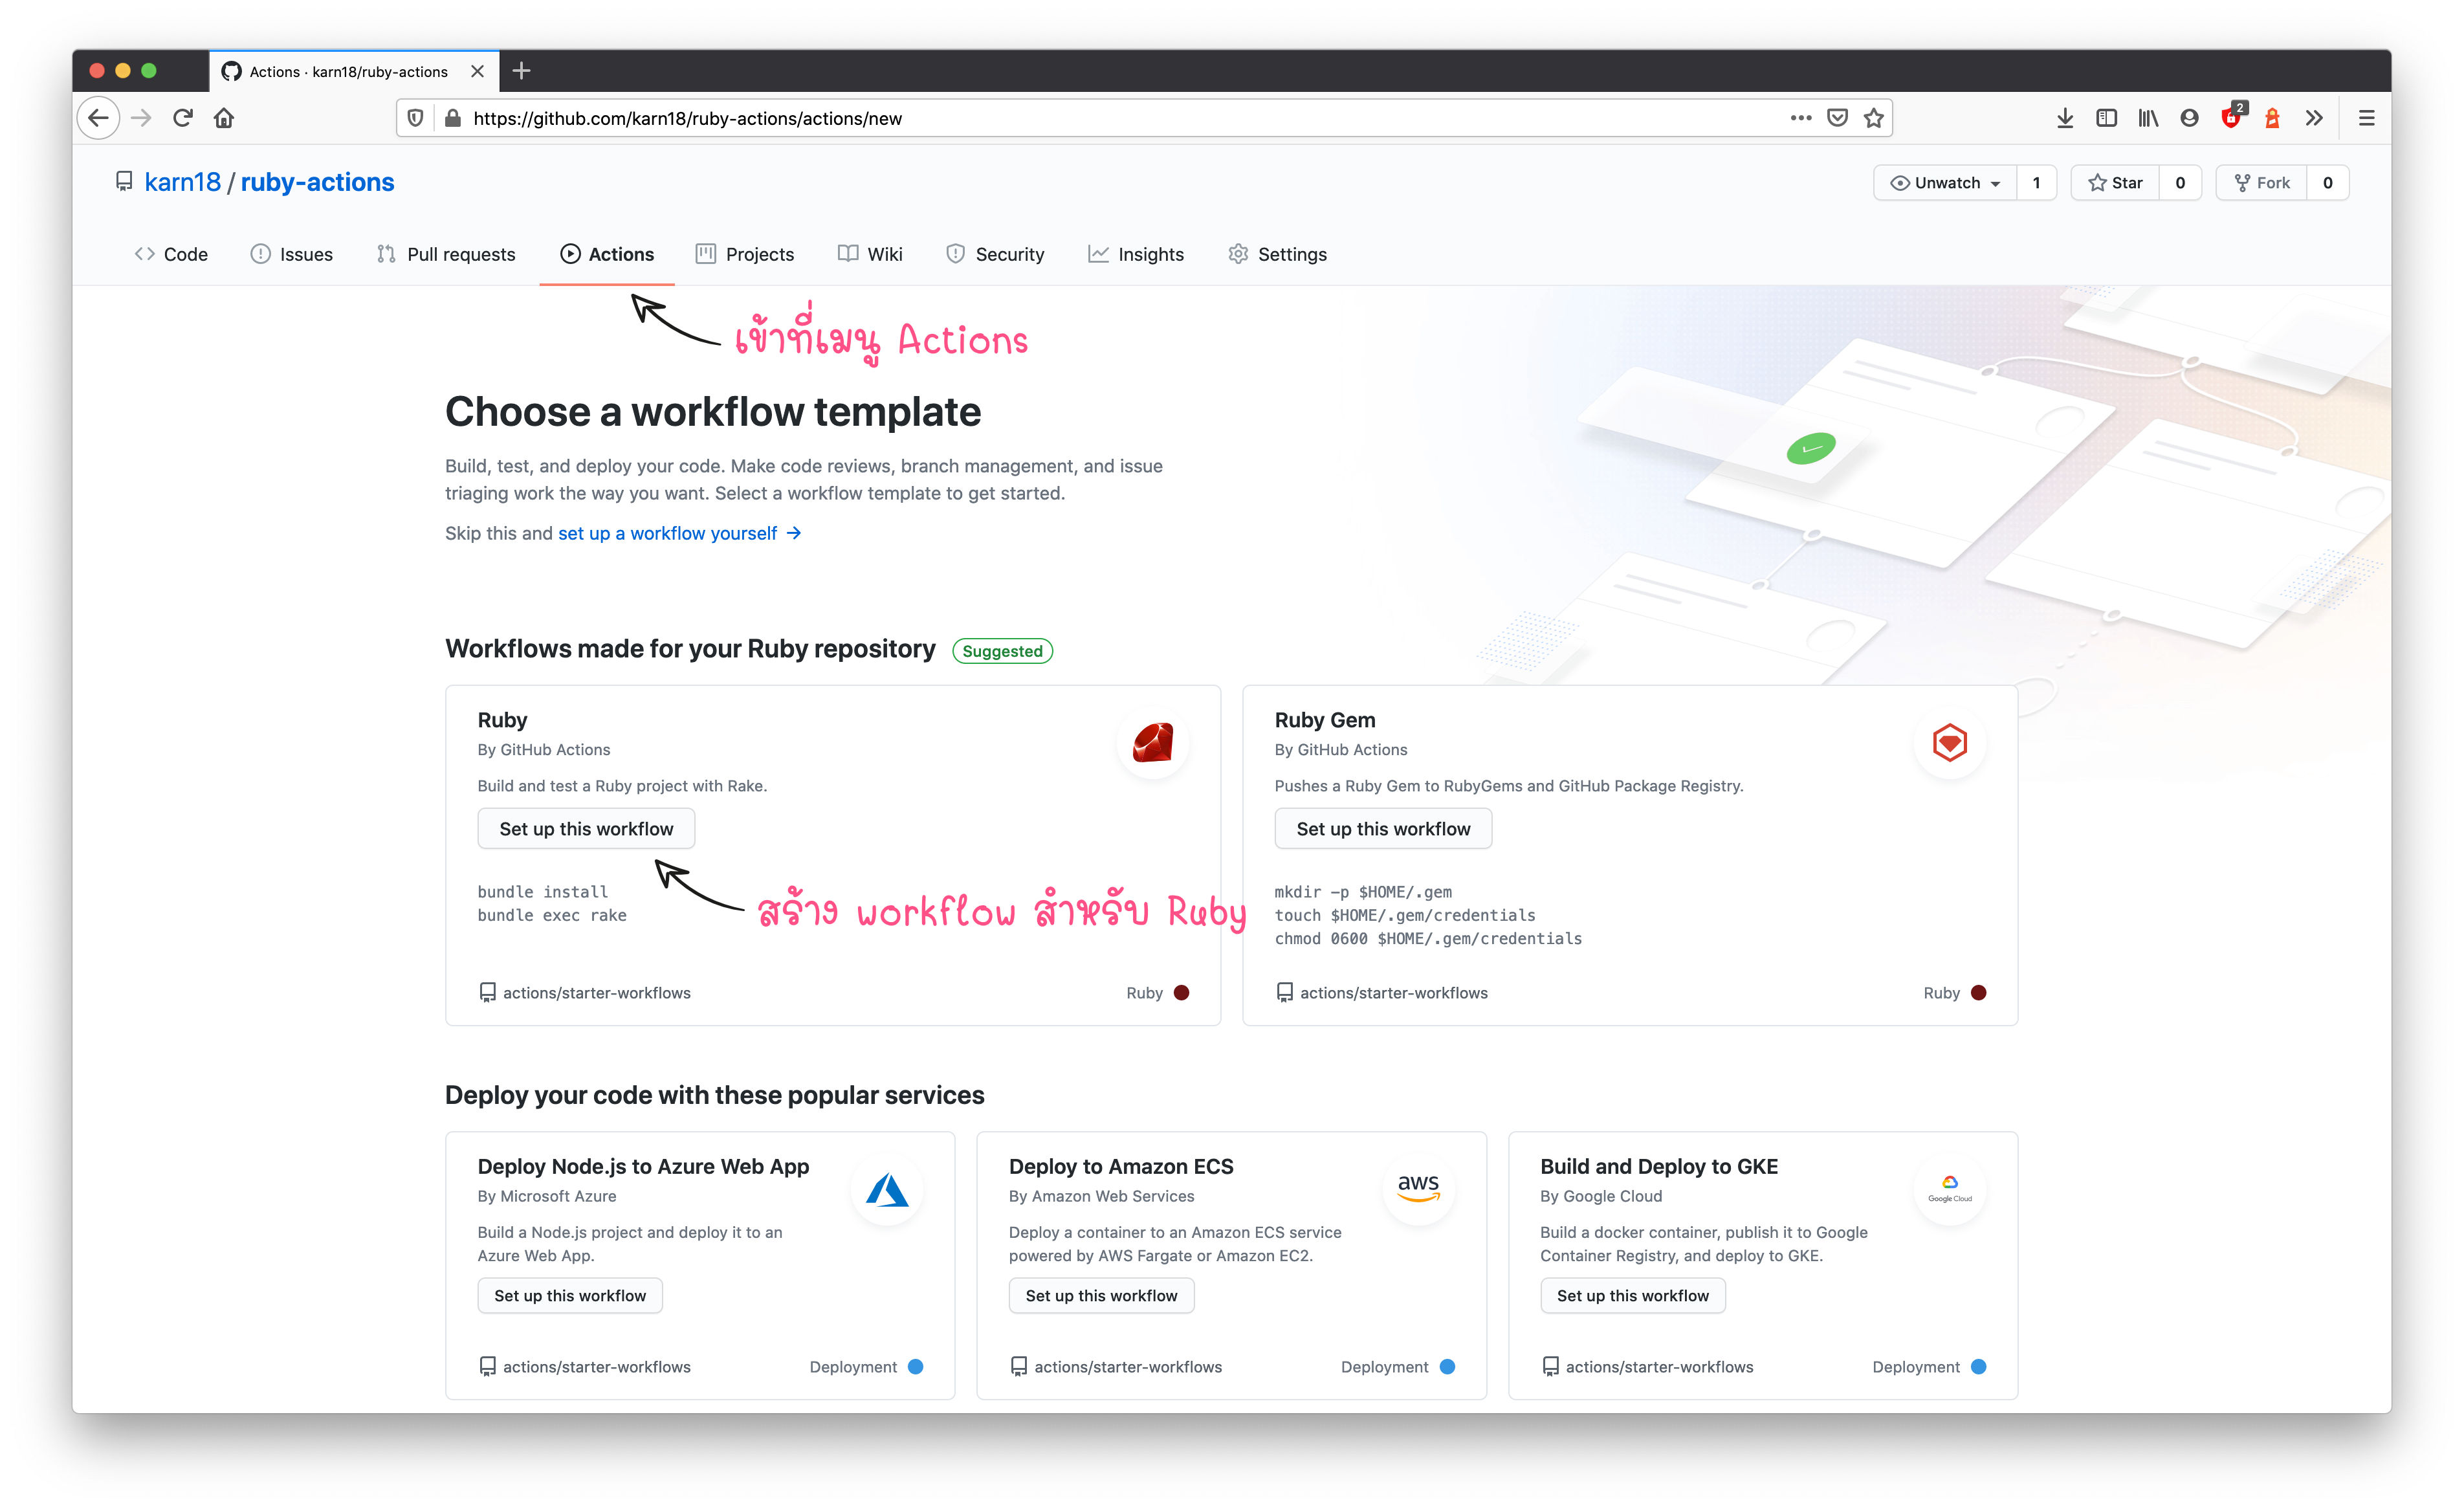 Actions · karn18/ruby-actions
https://github.com/karn18/ruby-actions/actions/new
2
karn18 / ruby-actions
Unwatch 1 Star 0 Fork 0
Code Issues Pull requests Actions Projects Wiki Security Insights Settings
เข้าที่เมนู Actions
Choose a workflow template
Build, test, and deploy your code. Make code reviews, branch management, and issue
triaging work the way you want. Select a workflow template to get started.
Skip this and set up a workflow yourself →
Workflows made for your Ruby repository Suggested
Ruby
By GitHub Actions
Build and test a Ruby project with Rake.
Set up this workflow
bundle install
bundle exec rake
สร้าง workflow สำหรับ Ruby
actions/starter-workflows Ruby
Ruby Gem
By GitHub Actions
Pushes a Ruby Gem to RubyGems and GitHub Package Registry.
Set up this workflow
mkdir -p $HOME/.gem
touch $HOME/.gem/credentials
chmod 0600 $HOME/.gem/credentials
actions/starter-workflows Ruby
Deploy your code with these popular services
Deploy Node.js to Azure Web App
By Microsoft Azure
Build a Node.js project and deploy it to an
Azure Web App.
Set up this workflow
actions/starter-workflows Deployment
Deploy to Amazon ECS
By Amazon Web Services
aws
Deploy a container to an Amazon ECS service
powered by AWS Fargate or Amazon EC2.
Set up this workflow
actions/starter-workflows Deployment
Build and Deploy to GKE
By Google Cloud
Google Cloud
Build a docker container, publish it to Google
Container Registry, and deploy to GKE.
Set up this workflow
actions/starter-workflows Deployment